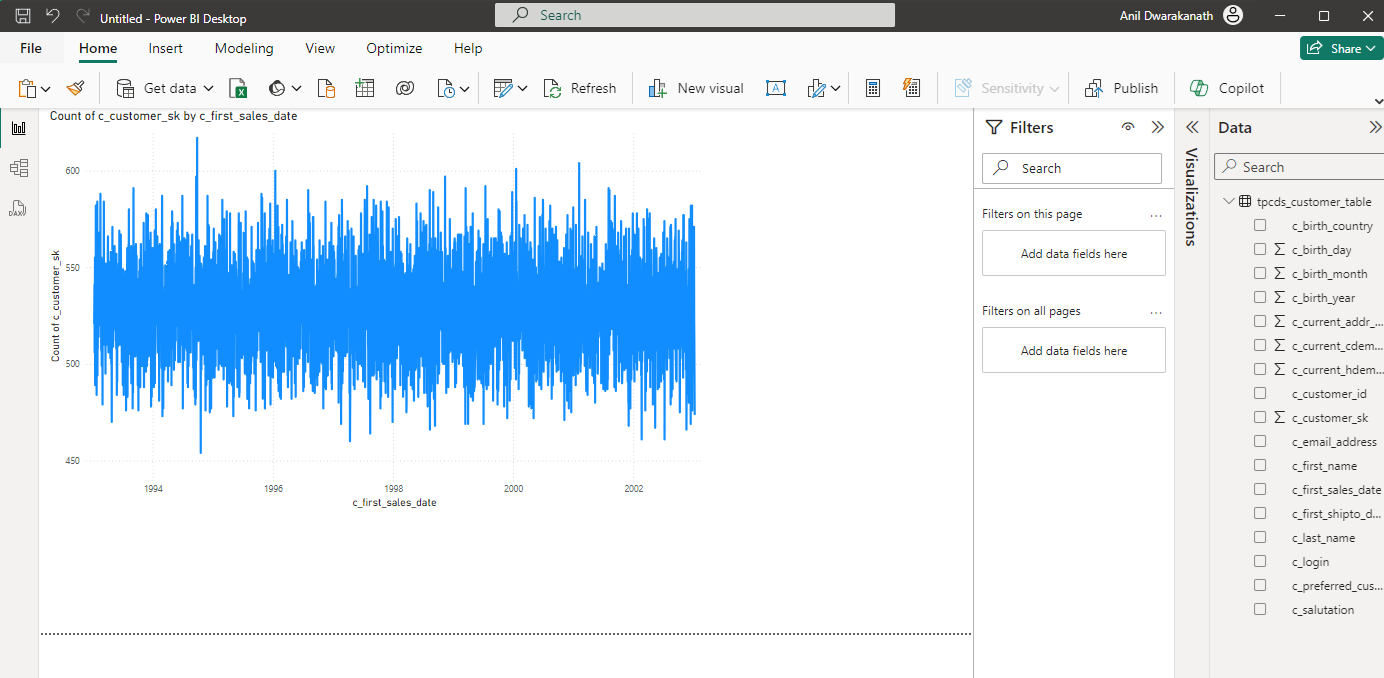 Untitled - Power BI Desktop
Search
Anil Dwarakanath
File
Home
Insert
Modeling
View
Optimize
Help
Share
Get data
Refresh
New visual
A
Sensitivity
Publish
Copilot
DAX
Count of c_customer_sk by c_first_sales_date
Count of c_customer_sk
600
550
500
450
1994
1996
1998
2000
2002
c_first_sales_date
Filters
Search
Filters on this page
...
Add data fields here
Filters on all pages
...
Add data fields here
Visualizations
Data
Search
tpcds_customer_table
c_birth_country
∑ c_birth_day
∑ c_birth_month
∑ c_birth_year
∑ c_current_addr_...
∑ c_current_cdem...
∑ c_current_hdem...
c_customer_id
∑ c_customer_sk
c_email_address
c_first_name
c_first_sales_date
c_first_shipto_d...
c_last_name
c_login
c_preferred_cus...
c_salutation